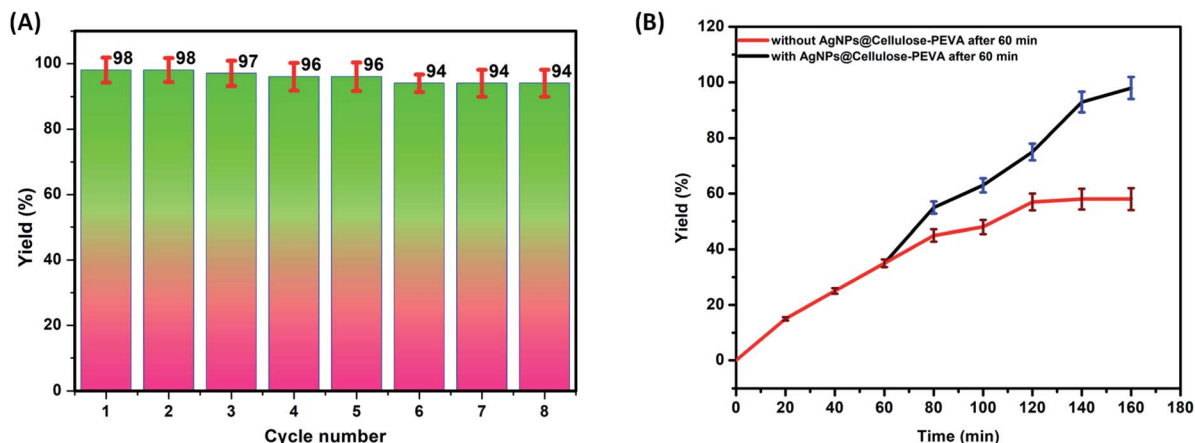 (A)
98 98 97 96 96 94 94 94
100
80
60
40
20
0
Yield (%)
1 2 3 4 5 6 7 8
Cycle number
(B)
without AgNPs@Cellulose-PEVA after 60 min
with AgNPs@Cellulose-PEVA after 60 min
120
100
80
60
40
20
0
Yield (%)
0 20 40 60 80 100 120 140 160 180
Time (min)